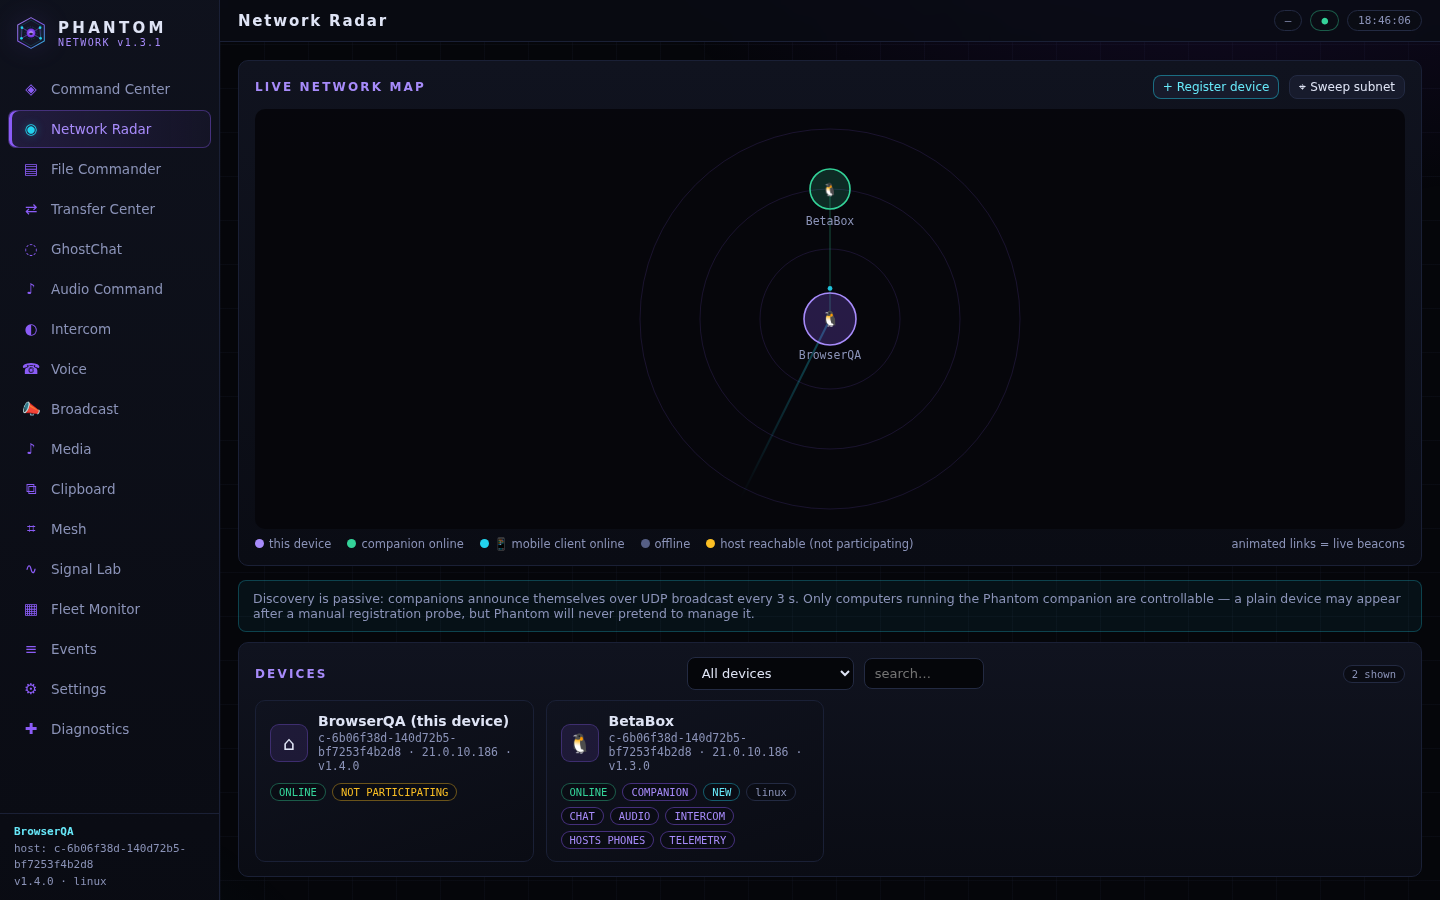 PHANTOM
NETWORK v1.3.1
Command Center
Network Radar
File Commander
Transfer Center
GhostChat
Audio Command
Intercom
Voice
Broadcast
Media
Clipboard
Mesh
Signal Lab
Fleet Monitor
Events
Settings
Diagnostics
BrowserQA
host: c-6b06f38d-140d72b5-
bf7253f4b2d8
v1.4.0 · linux
Network Radar
—
18:46:06
LIVE NETWORK MAP
+ Register device
⌖ Sweep subnet
BetaBox
BrowserQA
this device
companion online
mobile client online
offline
host reachable (not participating)
animated links = live beacons
Discovery is passive: companions announce themselves over UDP broadcast every 3 s. Only computers running the Phantom companion are controllable — a plain device may appear
after a manual registration probe, but Phantom will never pretend to manage it.
DEVICES
All devices
search…
2 shown
BrowserQA (this device)
c-6b06f38d-140d72b5-
bf7253f4b2d8 · 21.0.10.186 ·
v1.4.0
ONLINE
NOT PARTICIPATING
BetaBox
c-6b06f38d-140d72b5-
bf7253f4b2d8 · 21.0.10.186 ·
v1.3.0
ONLINE
COMPANION
NEW
linux
CHAT
AUDIO
INTERCOM
HOSTS PHONES
TELEMETRY